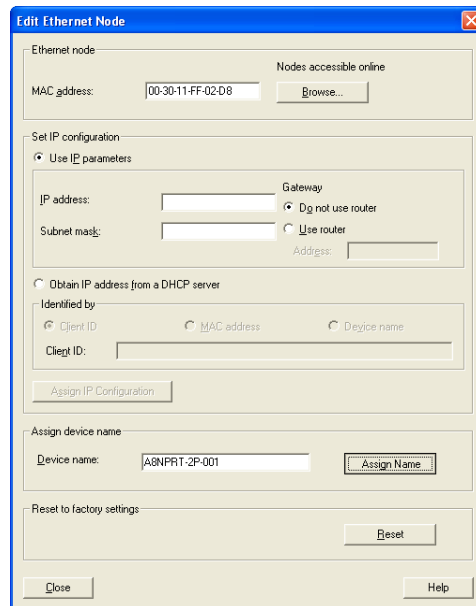 Edit Ethernet Node
Ethernet node
Nodes accessible online
MAC address: 00-30-11-FF-02-D8 Browse...
Set IP configuration
Use IP parameters
Gateway
IP address: Do not use router
Subnet mask: Use router
Address:
Obtain IP address from a DHCP server
Identified by
Client ID MAC address Device name
Client ID:
Assign IP Configuration
Assign device name
Device name: A8NPRT-2P-001 Assign Name
Reset to factory settings
Reset
Close Help